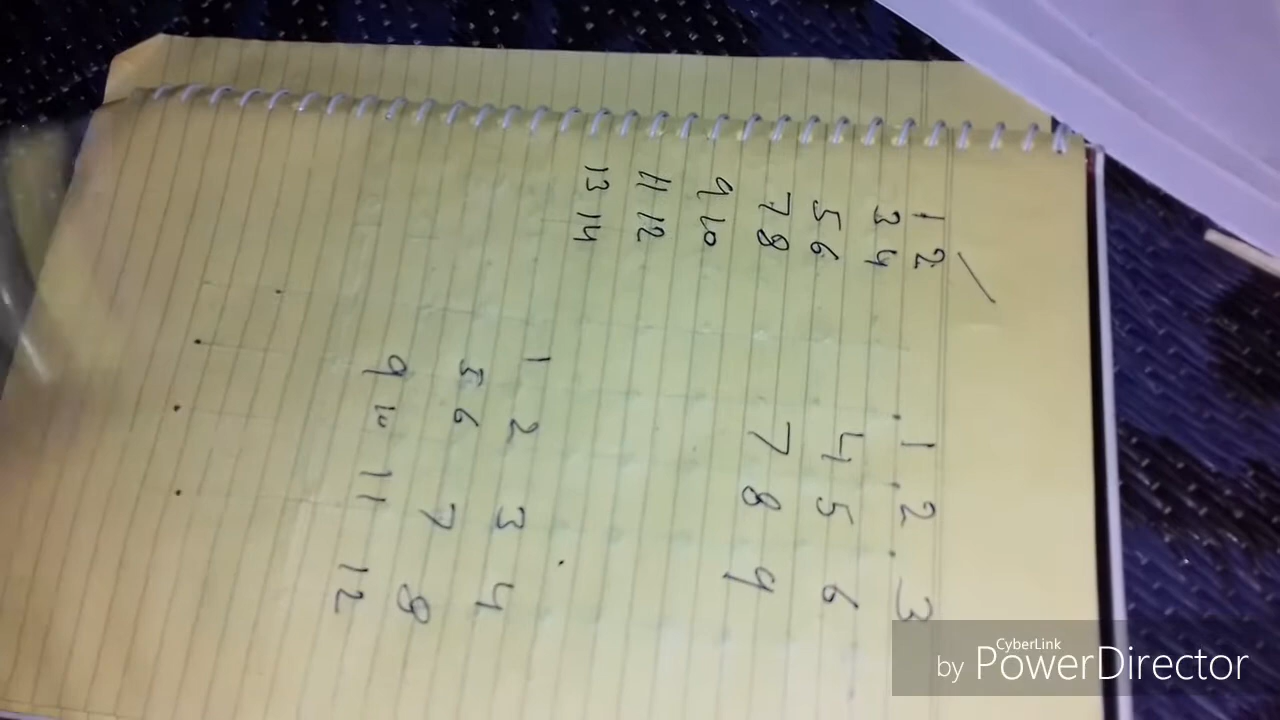 1 2
3 4
5 6
7 8
9 10
11 12
13 14
1 2 3
4 5 6
7 8 9
1 2 3 4
5 6 7 8
9 10 11 12
CyberLink
by PowerDirector